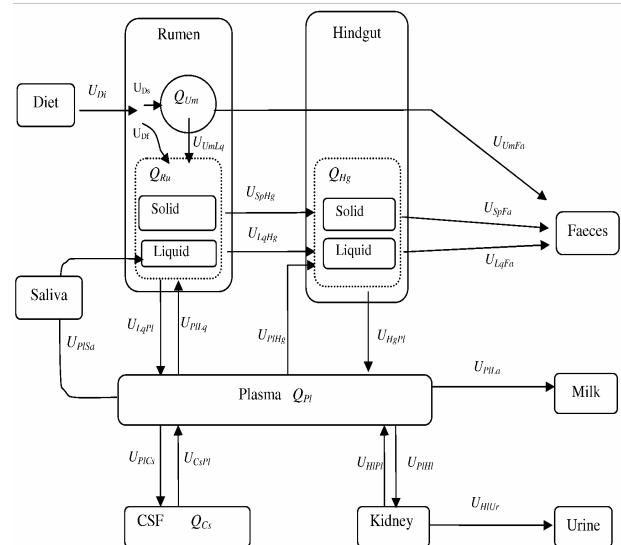 Rumen
Hindgut
Diet
U_Di
U_Ds
Q_Um
U_Df
U_UmLq
U_UmFa
Q_Ru
Q_Hg
Solid
U_SpHg
Solid
U_SpFa
Faeces
Liquid
U_LqHg
Liquid
U_LqFa
Saliva
U_PlSa
U_LqPl
U_PlLq
U_PlHg
U_HgPl
Plasma Q_Pl
U_PlLa
Milk
U_PlCs
U_CsPl
U_HlPl
U_PlHl
CSF Q_Cs
Kidney
U_HlUr
Urine